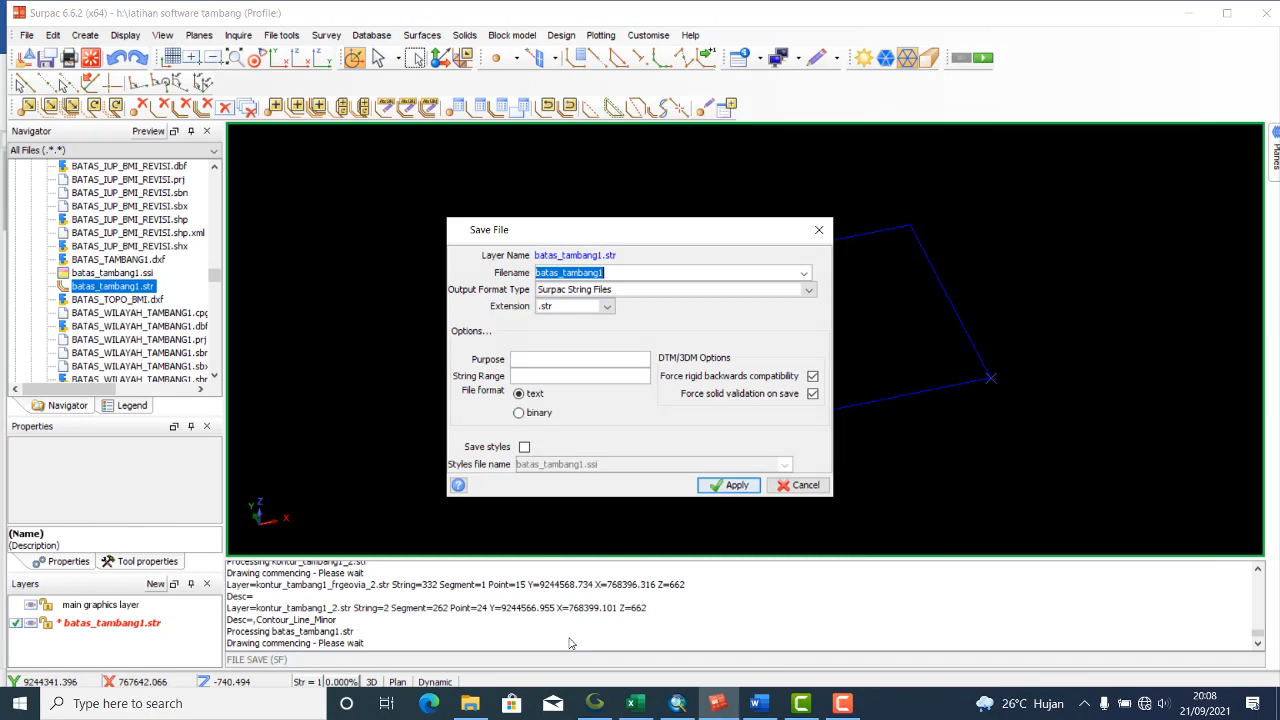 Surpac 6.6.2 (x64) - h:\latihan software tambang (Profile:)
File Edit Create Display View Planes Inquire File tools Survey Database Surfaces Solids Block model Design Plotting Customise Help
Navigator Preview
All Files (*.*)
BATAS_IUP_BMI_REVISI.dbf
BATAS_IUP_BMI_REVISI.prj
BATAS_IUP_BMI_REVISI.sbn
BATAS_IUP_BMI_REVISI.sbx
BATAS_IUP_BMI_REVISI.shp
BATAS_IUP_BMI_REVISI.shp.xml
BATAS_IUP_BMI_REVISI.shx
BATAS_TAMBANG1.dxf
batas_tambang1.ssi
batas_tambang1.str
BATAS_TOPO_BMI.dxf
BATAS_WILAYAH_TAMBANG1.cpg
BATAS_WILAYAH_TAMBANG1.dbf
BATAS_WILAYAH_TAMBANG1.prj
BATAS_WILAYAH_TAMBANG1.sbn
BATAS_WILAYAH_TAMBANG1.sbx
BATAS_WILAYAH_TAMBANG1.shp
Navigator Legend
Properties
(Name)
(Description)
Properties Tool properties
Layers New
main graphics layer
* batas_tambang1.str
Planes
Save File
Layer Name batas_tambang1.str
Filename batas_tambang1
Output Format Type Surpac String Files
Extension .str
Options...
Purpose
String Range
File format text
binary
DTM/3DM Options
Force rigid backwards compatibility
Force solid validation on save
Save styles
Styles file name batas_tambang1.ssi
Apply Cancel
Y Z X
Processing kontur_tambang1_2.str
Drawing commencing - Please wait
Layer=kontur_tambang1_frgeovia_2.str String=332 Segment=1 Point=15 Y=9244568.734 X=768396.316 Z=662
Desc=
Layer=kontur_tambang1_2.str String=2 Segment=262 Point=24 Y=9244566.955 X=768399.101 Z=662
Desc=,Contour_Line_Minor
Processing batas_tambang1.str
Drawing commencing - Please wait
FILE SAVE (SF)
Y 9244341.396 X 767642.066 Z -740.494 Str = 1 0.000% 3D Plan Dynamic
Type here to search
26°C Hujan
20:08
21/09/2021